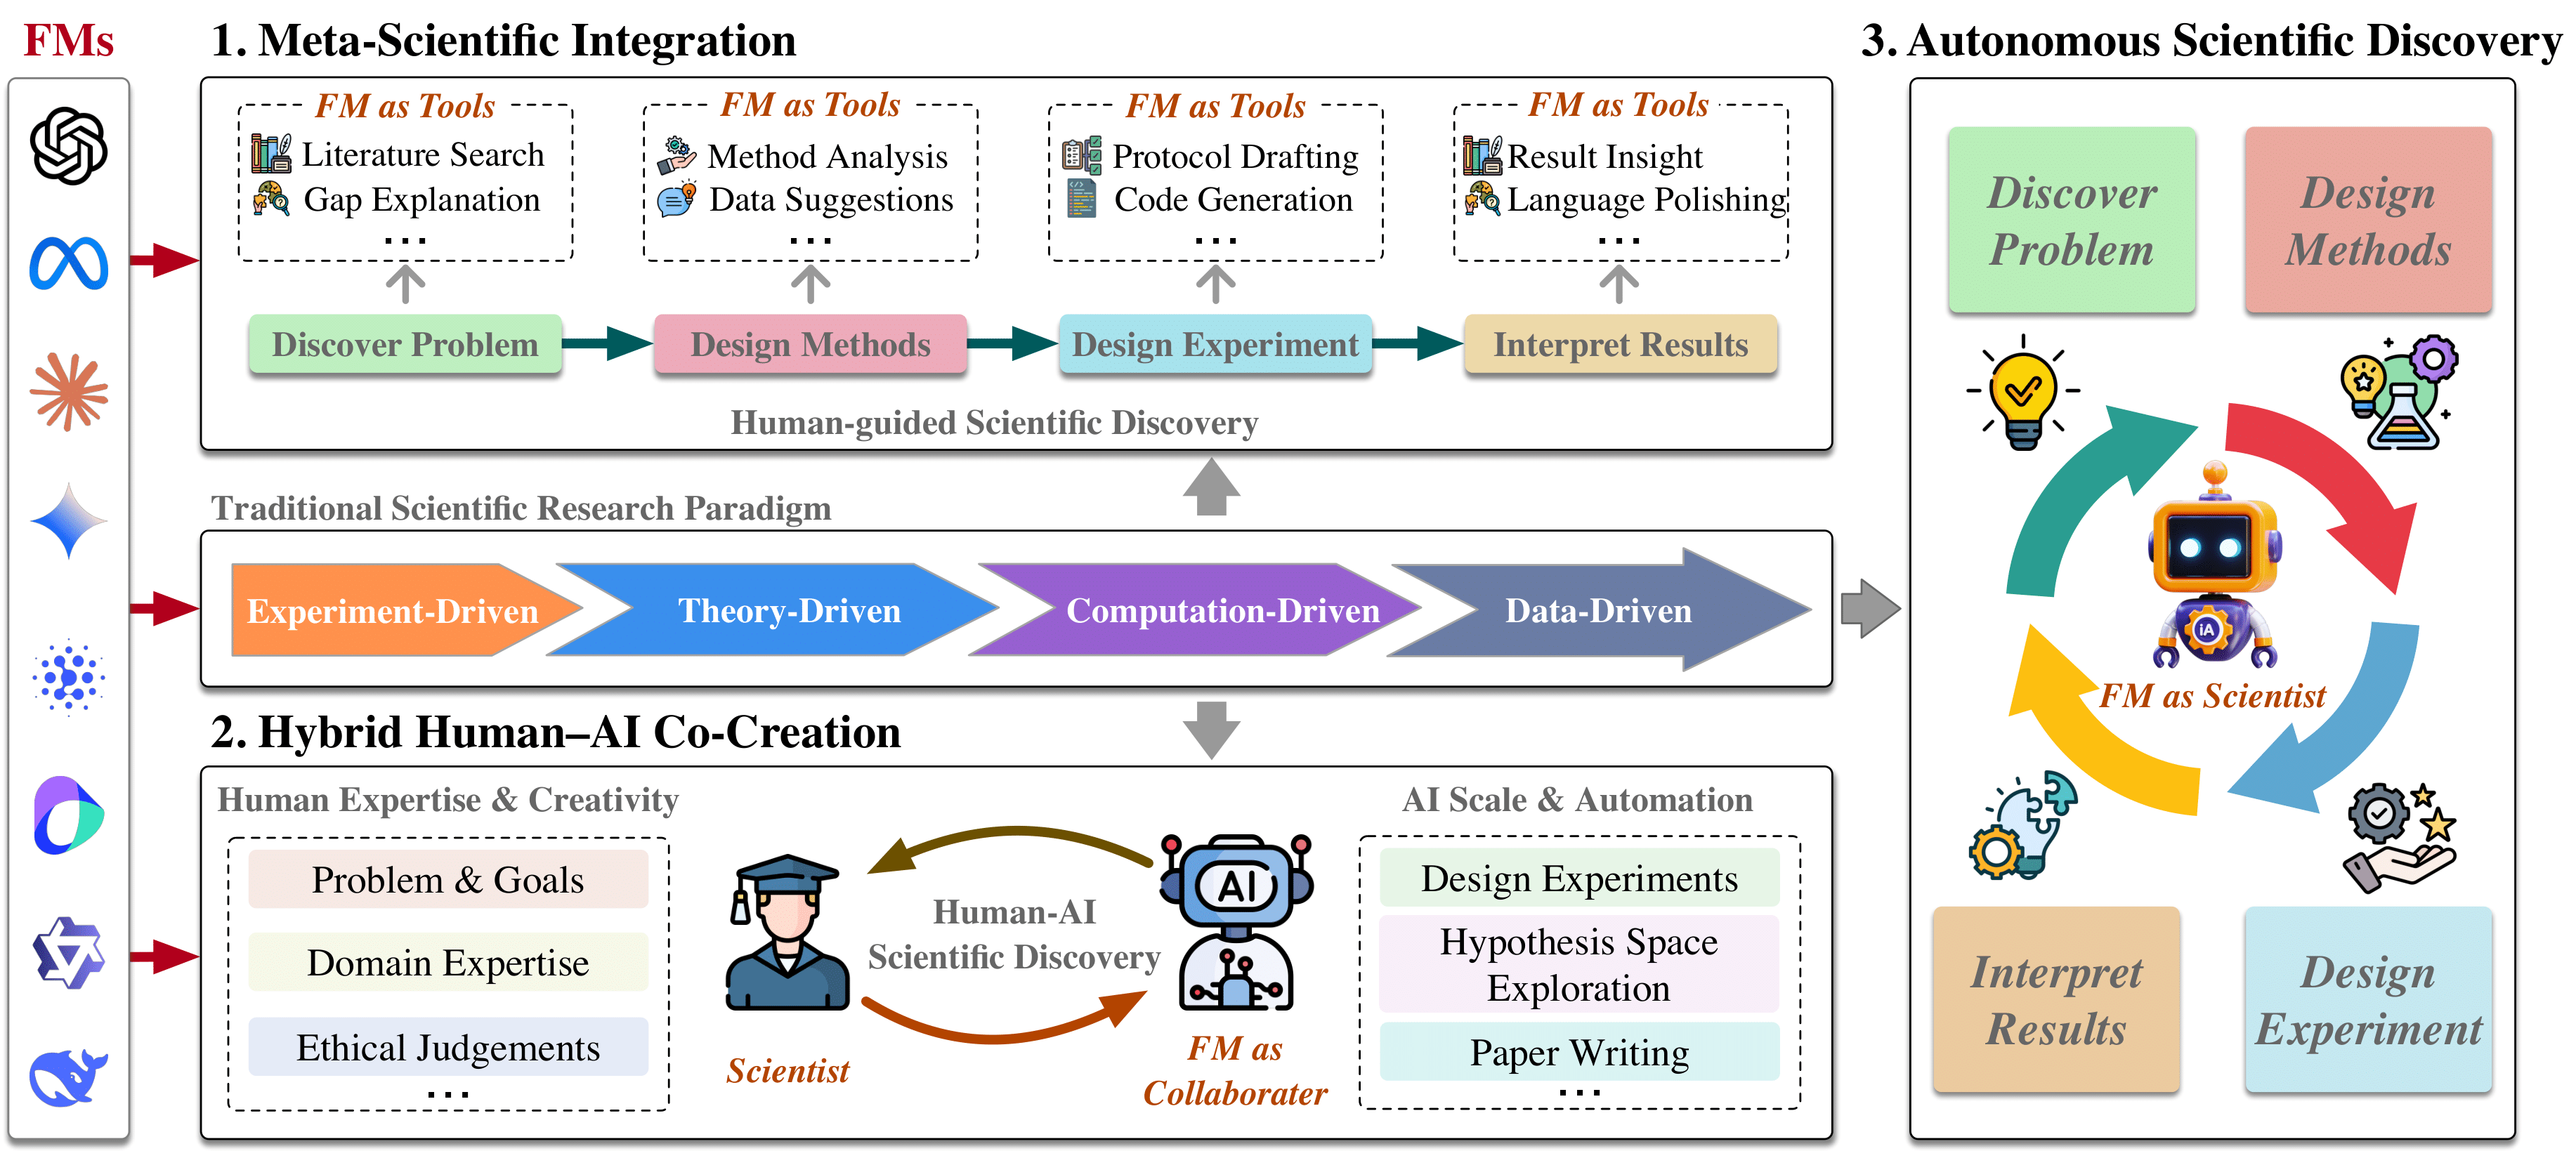 FMs
1. Meta-Scientific Integration
FM as Tools
Literature Search
Gap Explanation
...
FM as Tools
Method Analysis
Data Suggestions
...
FM as Tools
Protocol Drafting
Code Generation
...
FM as Tools
Result Insight
Language Polishing
...
Discover Problem
Design Methods
Design Experiment
Interpret Results
Human-guided Scientific Discovery
Traditional Scientific Research Paradigm
Experiment-Driven
Theory-Driven
Computation-Driven
Data-Driven
2. Hybrid Human–AI Co-Creation
Human Expertise & Creativity
Problem & Goals
Domain Expertise
Ethical Judgements
...
Scientist
Human-AI
Scientific Discovery
AI
FM as
Collaborater
AI Scale & Automation
Design Experiments
Hypothesis Space
Exploration
Paper Writing
...
3. Autonomous Scientific Discovery
Discover
Problem
Design
Methods
iA
FM as Scientist
Interpret
Results
Design
Experiment